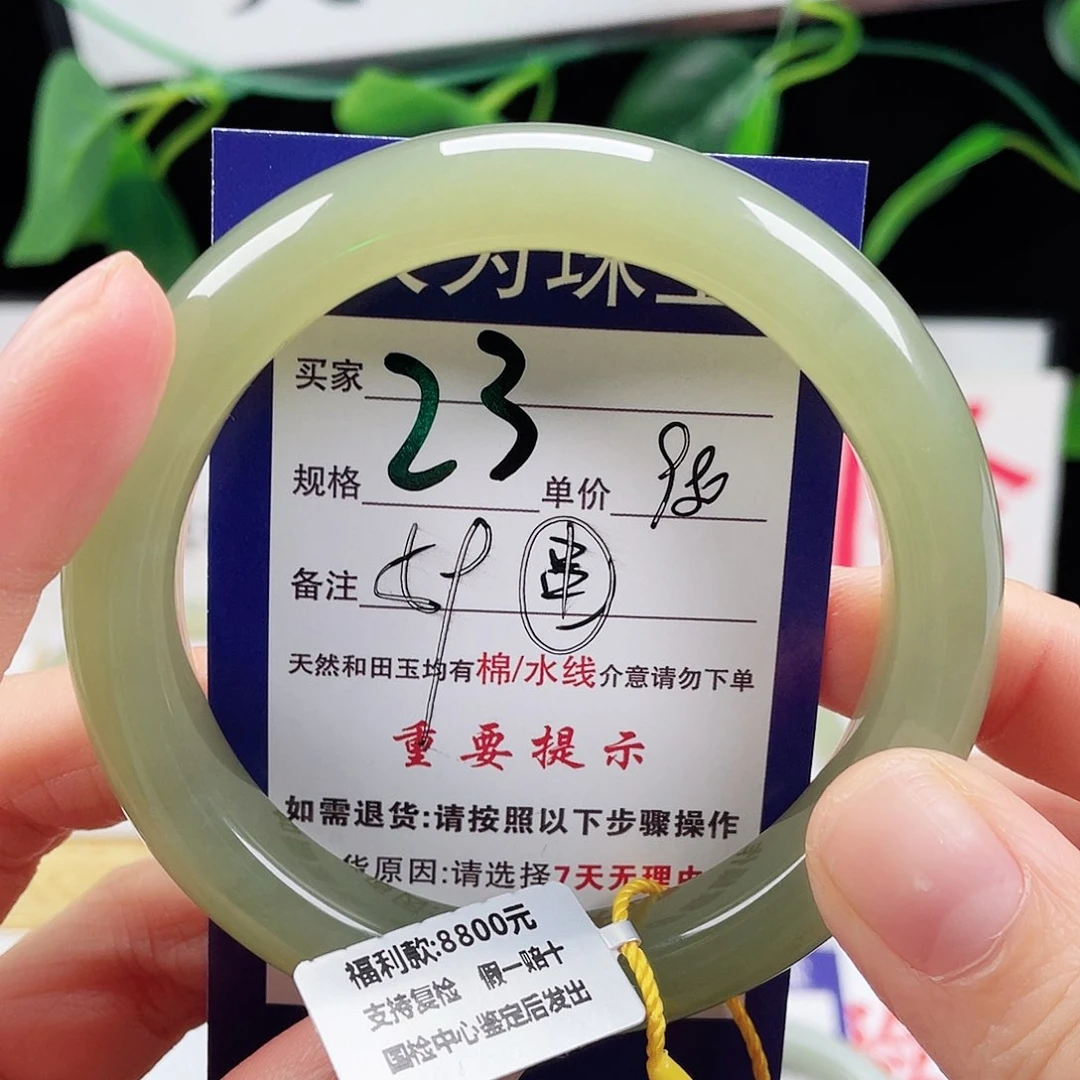 为珠
买家 23
规格 单价
备注
天然和田玉均有棉/水线介意请勿下单
重要提示
如需退货:请按照以下步骤操作
货原因:请选择7天无理由
福利款:8800元
支持复检 假一赔十
国检中心鉴定后发出